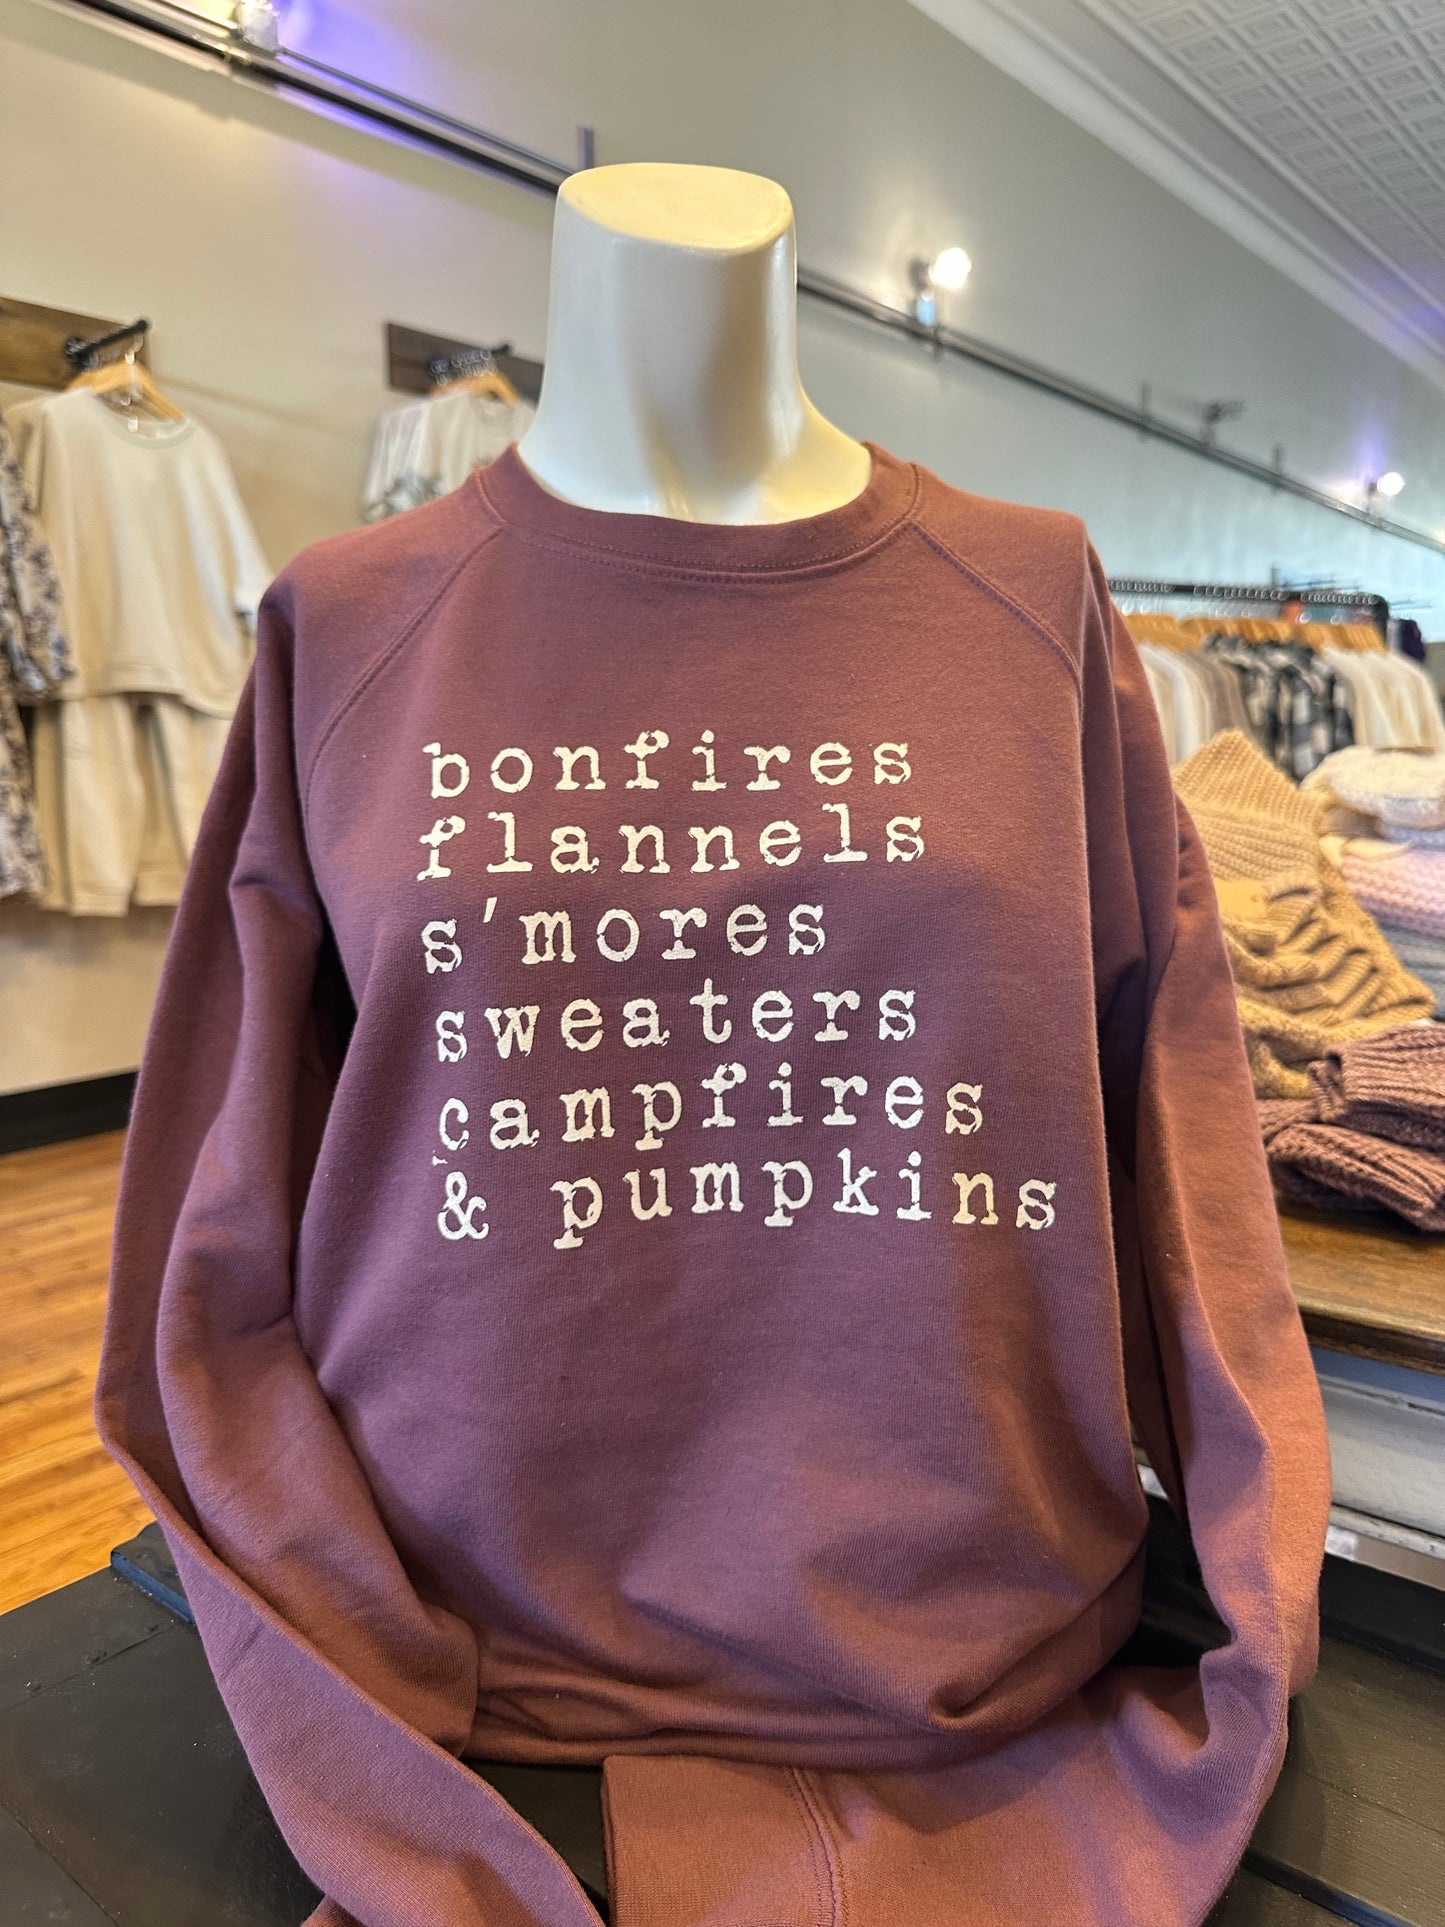 bonfires
flannels
s'mores
sweaters
campfires
& pumpkins